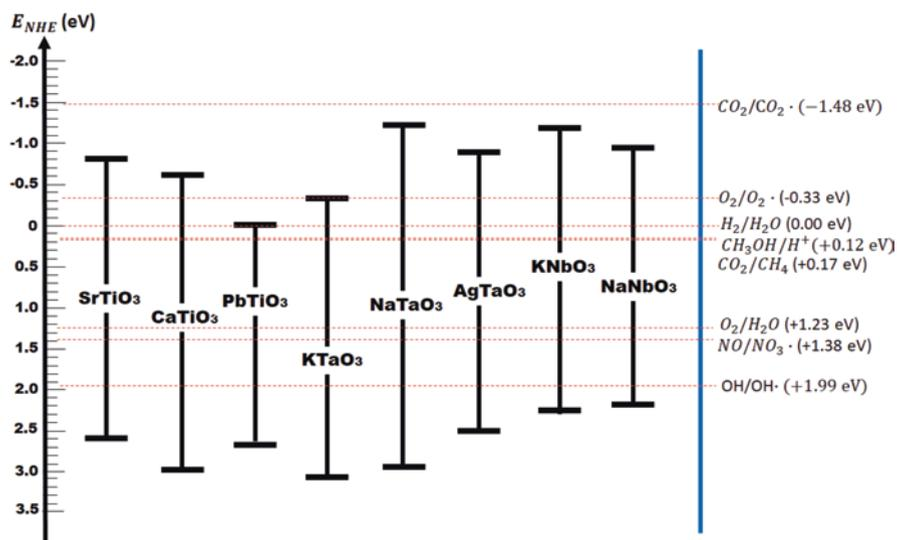 E_NHE (eV)
-2.0
-1.5
-1.0
-0.5
0
0.5
1.0
1.5
2.0
2.5
3.0
3.5
SrTiO₃
CaTiO₃
PbTiO₃
KTaO₃
NaTaO₃
AgTaO₃
KNbO₃
NaNbO₃
CO₂/CO₂· (−1.48 eV)
O₂/O₂· (-0.33 eV)
H₂/H₂O (0.00 eV)
CH₃OH/H⁺(+0.12 eV)
CO₂/CH₄ (+0.17 eV)
O₂/H₂O (+1.23 eV)
NO/NO₃· (+1.38 eV)
OH/OH· (+1.99 eV)